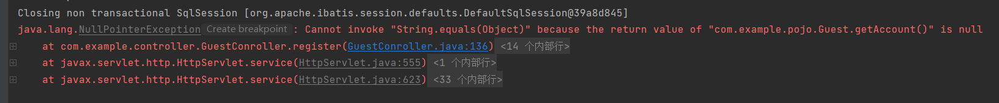 Closing non transactional SqlSession [org.apache.ibatis.session.defaults.DefaultSqlSession@39a8d845]
java.lang.NullPointerException Create breakpoint : Cannot invoke "String.equals(Object)" because the return value of "com.example.pojo.Guest.getAccount()" is null
at com.example.controller.GuestConroller.register(GuestConroller.java:136) <14 个内部行>
at javax.servlet.http.HttpServlet.service(HttpServlet.java:555) <1 个内部行>
at javax.servlet.http.HttpServlet.service(HttpServlet.java:623) <33 个内部行>